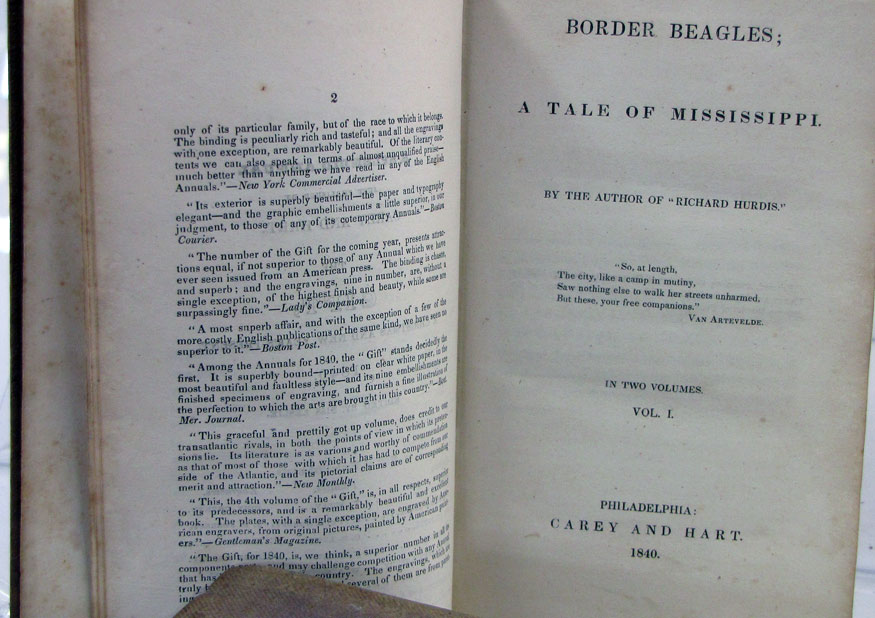 2
only of its particular family, but of the race to which it belongs.
The binding is peculiarly rich and tasteful; and all the engravings
with one exception, are remarkably beautiful. Of the literary con-
tents we can also speak in terms of almost unqualified praise—
much better than anything we have read in any of the English
Annuals."—New York Commercial Advertiser.
"Its exterior is superbly beautiful—the paper and typography
elegant—and the graphic embellishments a little superior, in our
judgment, to those of any of its cotemporary Annuals."—Boston
Courier.
"The number of the Gift for the coming year, presents attrac-
tions equal, if not superior to those of any Annual which we have
ever seen issued from an American press. The binding is chaste,
and superb; and the engravings, nine in number, are, without a
single exception, of the highest finish and beauty, while some are
surpassingly fine."—Lady's Companion.
"A most superb affair, and with the exception of a few of the
more costly English publications of the same kind, we have seen no
superior to it."—Boston Post.
"Among the Annuals for 1840, the "Gift" stands decidedly the
first. It is superbly bound—printed on clear white paper, in the
most beautiful and faultless style—and its nine embellishments are
finished specimens of engraving, and furnish a fine illustration of
the perfection to which the arts are brought in this country."—Bost.
Mer. Journal.
"This graceful and prettily got up volume, does credit to our
transatlantic rivals, in both the points of view in which its preten-
sions lie. Its literature is as various and worthy of commendation
as that of most of those with which it has had to compete from our
side of the Atlantic, and its pictorial claims are of corresponding
merit and attraction."—New Monthly.
"This, the 4th volume of the "Gift," is, in all respects, superior
to its predecessors, and is a remarkably beautiful and excellent
book. The plates, with a single exception, are engraved by Ame-
rican engravers, from original pictures, painted by American paint-
ers."—Gentleman's Magazine.
"The Gift, for 1840, is, we think, a superior number in all its
component and may challenge competition with any Annual
that has country. The engravings, which are
truly several of them are from
BORDER BEAGLES;
A TALE OF MISSISSIPPI.
BY THE AUTHOR OF "RICHARD HURDIS."
"So, at length,
The city, like a camp in mutiny,
Saw nothing else to walk her streets unharmed,
But these, your free companions."
VAN ARTEVELDE.
IN TWO VOLUMES.
VOL. I.
PHILADELPHIA:
CAREY AND HART.
1840.